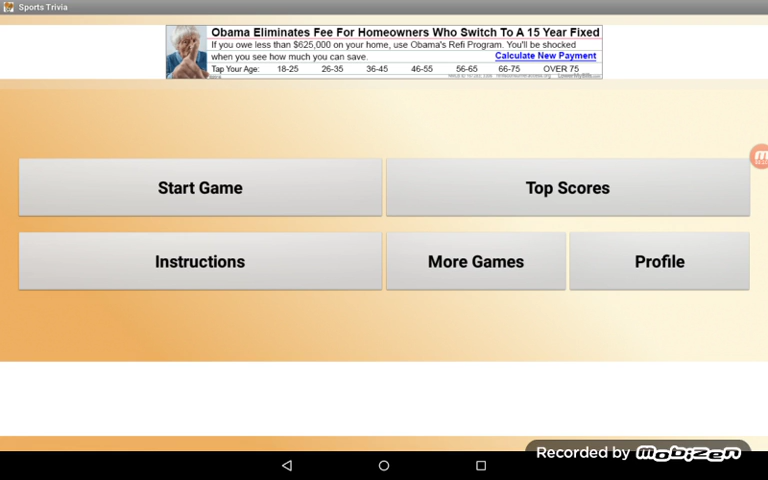 Sports Trivia
Obama Eliminates Fee For Homeowners Who Switch To A 15 Year Fixed
If you owe less than $625,000 on your home, use Obama's Refi Program. You'll be shocked
when you see how much you can save.
Calculate New Payment
Tap Your Age: 18-25 26-35 36-45 46-55 56-65 66-75 OVER 75
Start Game
Top Scores
Instructions
More Games
Profile
Recorded by mobizen